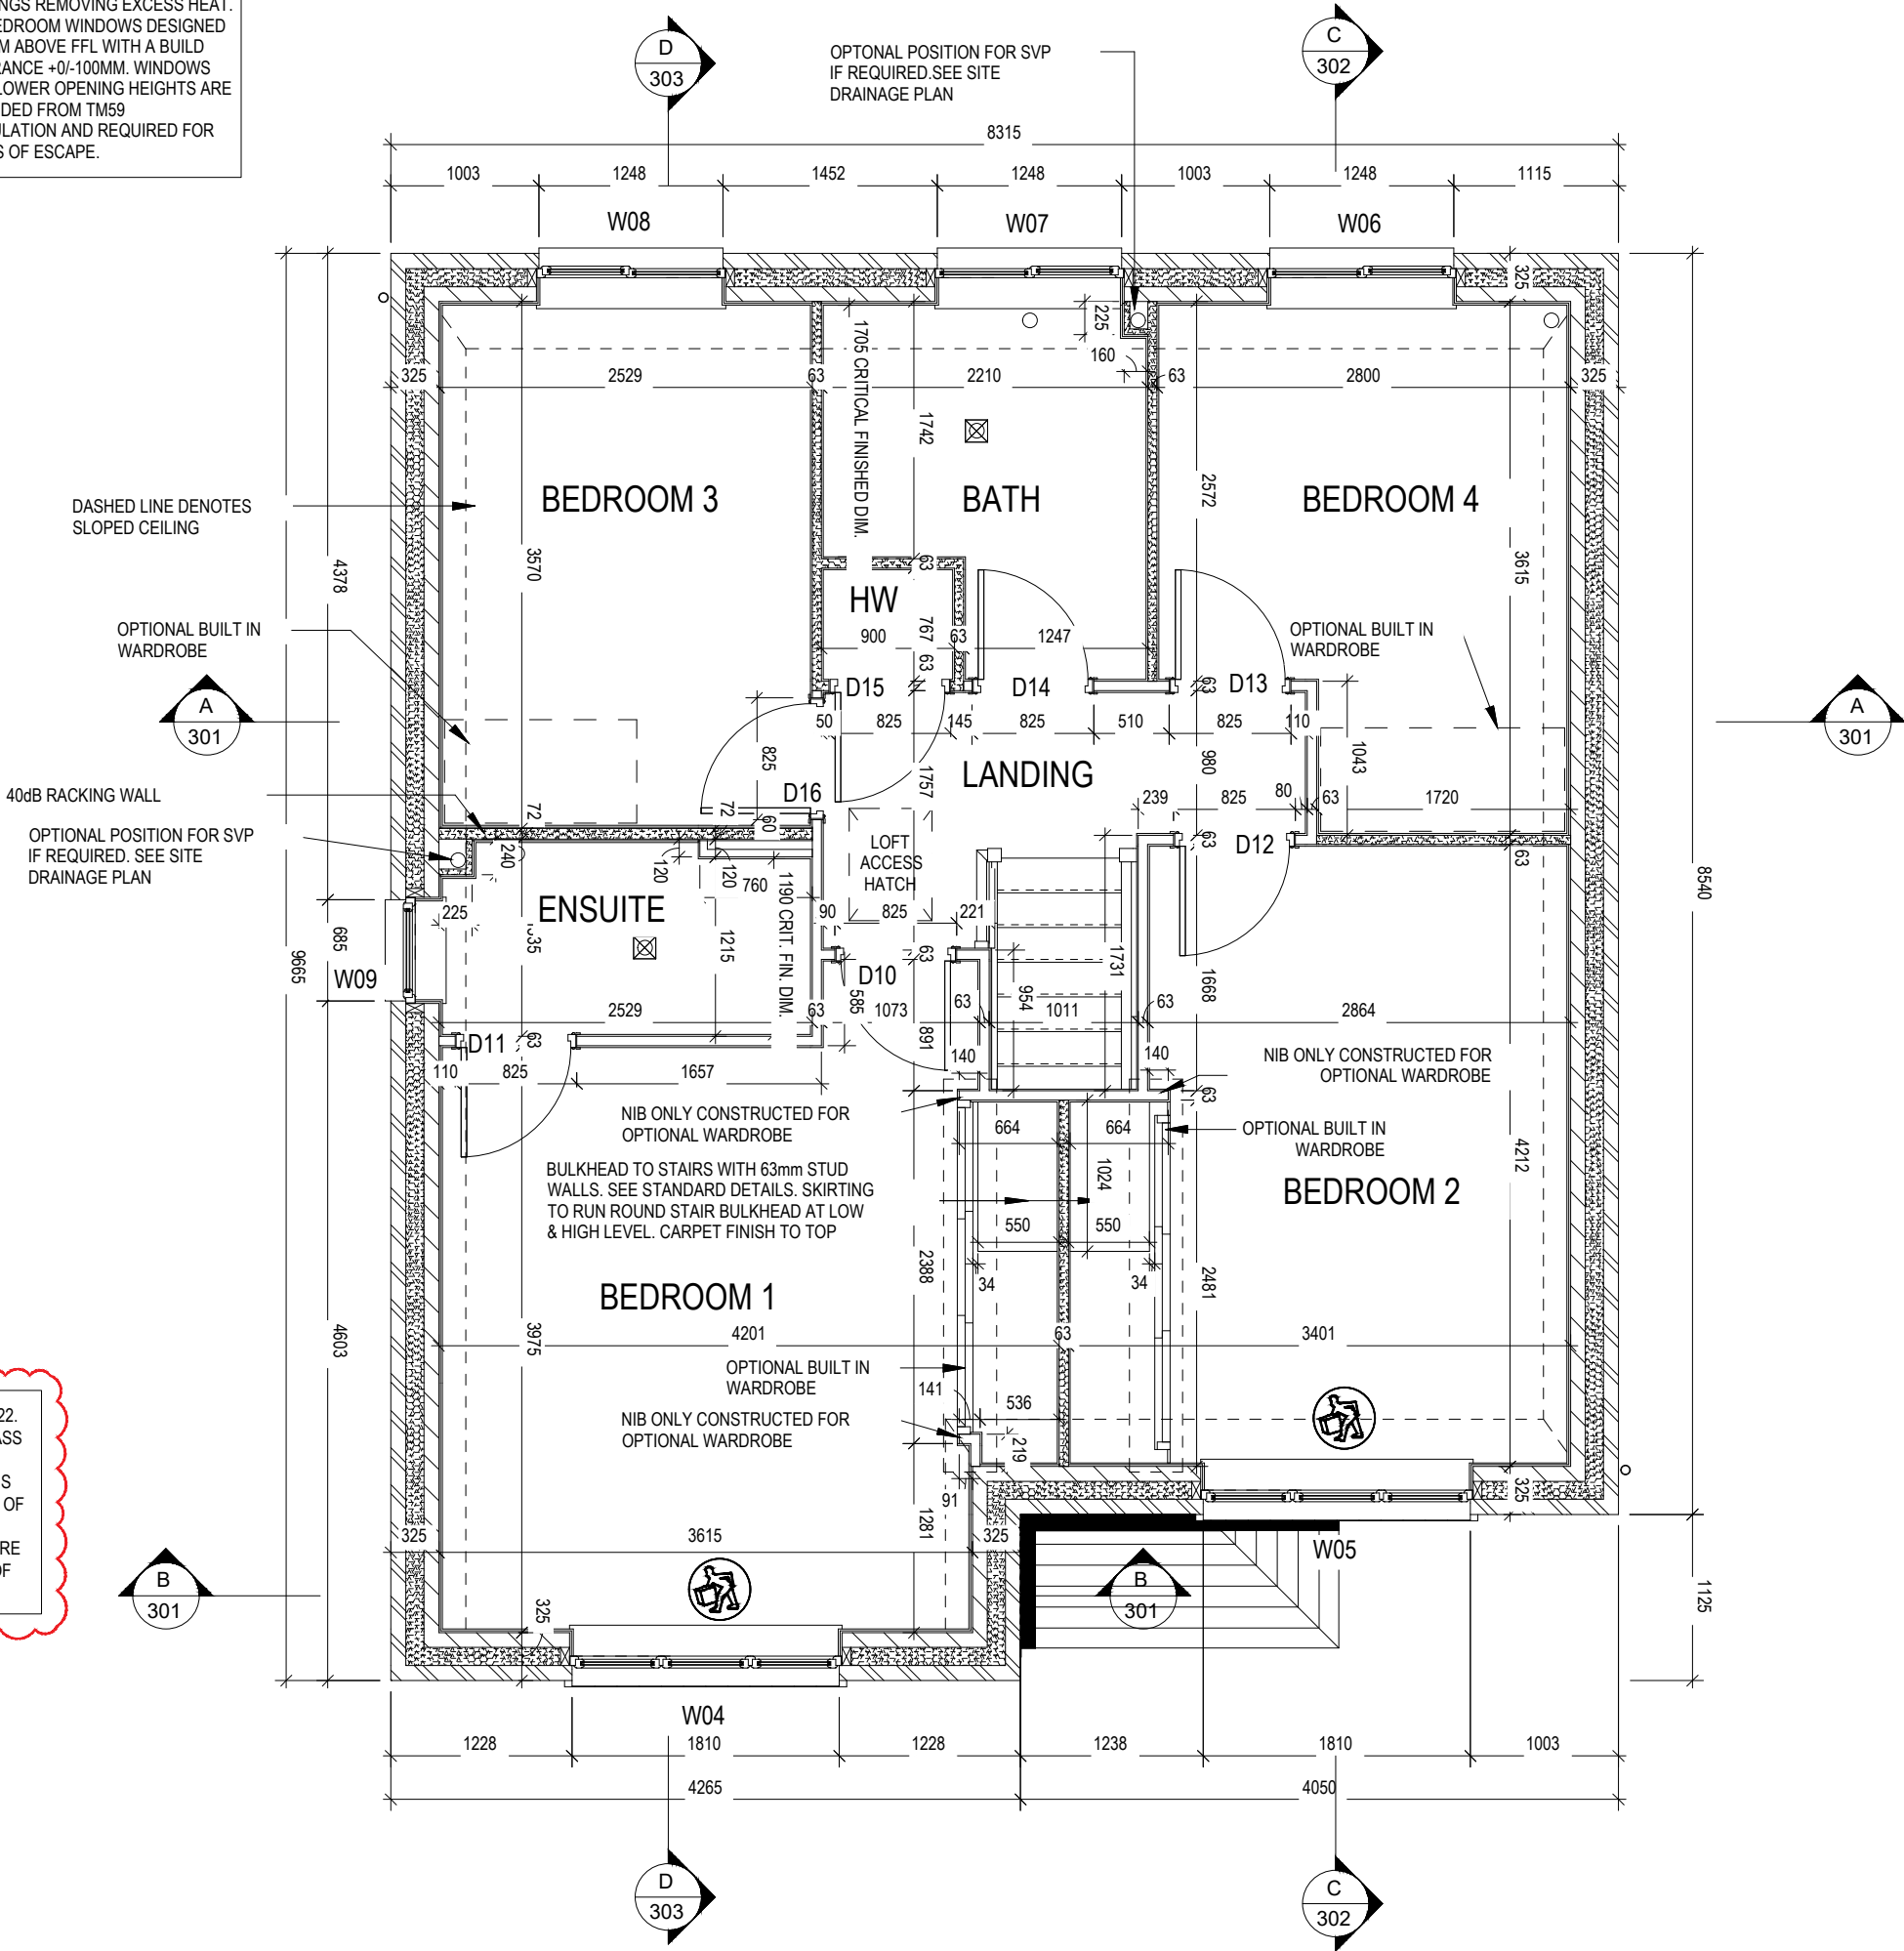 NGS REMOVING EXCESS HEAT.
EDROOM WINDOWS DESIGNED
M ABOVE FFL WITH A BUILD
RANCE +0/-100MM. WINDOWS
LOWER OPENING HEIGHTS ARE
DED FROM TM59
ULATION AND REQUIRED FOR
S OF ESCAPE.
D
303
OPTONAL POSITION FOR SVP
IF REQUIRED.SEE SITE
DRAINAGE PLAN
C
302
8315
1003 1248 1452 1248 1003 1248 1115
W08 W07 W06
325
225
160
1705 CRITICAL FINISHED DIM.
325 2529 63 2210 63 2800 325
1742
2572
BEDROOM 3 BATH BEDROOM 4
DASHED LINE DENOTES
SLOPED CEILING
4378
3570
3615
63
HW
OPTIONAL BUILT IN
WARDROBE
900 767 63 1247
63
OPTIONAL BUILT IN
WARDROBE
D15 D14 D13
63
A
301
50 825 145 825 510 825 110
A
301
825
1757
LANDING
980
1043
40dB RACKING WALL
D16
239 825 80 63 1720
72
72
60
OPTIONAL POSITION FOR SVP
IF REQUIRED. SEE SITE
DRAINAGE PLAN
240
120
120
760
LOFT
ACCESS
HATCH
63
D12
63
8540
ENSUITE
1190 CRIT. FIN. DIM.
225
90 825 221
685
9665
W09
1215
63
D10
585
1731
954
1668
2529 63 1073 63 1011 63 2864
891
D11
63
110 825 1657
140
140
NIB ONLY CONSTRUCTED FOR
OPTIONAL WARDROBE
63
NIB ONLY CONSTRUCTED FOR
OPTIONAL WARDROBE
664 664
OPTIONAL BUILT IN
WARDROBE
4212
BULKHEAD TO STAIRS WITH 63mm STUD
WALLS. SEE STANDARD DETAILS. SKIRTING
TO RUN ROUND STAIR BULKHEAD AT LOW
& HIGH LEVEL. CARPET FINISH TO TOP
1024
BEDROOM 2
550 550
2388
34 34
2481
BEDROOM 1
4603
3975
4201 63 3401
OPTIONAL BUILT IN
WARDROBE
141
536
NIB ONLY CONSTRUCTED FOR
OPTIONAL WARDROBE
219
22.
ASS
S
OF
RE
OF
91
1281
325
325 3615 325
W05
B
301
B
301
1125
325
W04
1228 1810 1228 1238 1810 1003
4265 4050
D
303
C
302